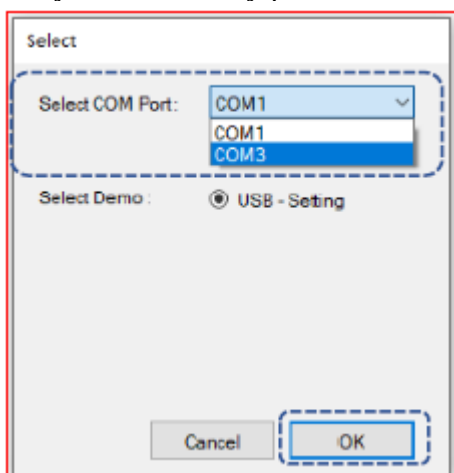 Select
Select COM Port: COM1
COM1
COM3
Select Demo : USB - Setting
Cancel OK